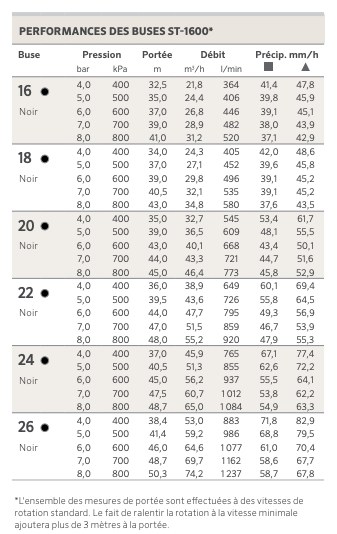 PERFORMANCES DES BUSES ST-1600*
Buse Pression Portée Débit Précip. mm/h
bar kPa m m³/h l/min ■ ▲
16 ● 4,0 400 32,5 21,8 364 41,4 47,8
5,0 500 35,0 24,4 406 39,8 45,9
Noir 6,0 600 37,0 26,8 446 39,1 45,1
7,0 700 39,0 28,9 482 38,0 43,9
8,0 800 41,0 31,2 520 37,1 42,9
18 ● 4,0 400 34,0 24,3 405 42,0 48,6
5,0 500 37,0 27,1 452 39,6 45,8
Noir 6,0 600 39,0 29,8 496 39,1 45,2
7,0 700 40,5 32,1 535 39,1 45,2
8,0 800 43,0 34,8 580 37,6 43,5
20 ● 4,0 400 35,0 32,7 545 53,4 61,7
5,0 500 39,0 36,5 609 48,1 55,5
Noir 6,0 600 43,0 40,1 668 43,4 50,1
7,0 700 44,0 43,3 721 44,7 51,6
8,0 800 45,0 46,4 773 45,8 52,9
22 ● 4,0 400 36,0 38,9 649 60,1 69,4
5,0 500 39,5 43,6 726 55,8 64,5
Noir 6,0 600 44,0 47,7 795 49,3 56,9
7,0 700 47,0 51,5 859 46,7 53,9
8,0 800 48,0 55,2 920 47,9 55,3
24 ● 4,0 400 37,0 45,9 765 67,1 77,4
5,0 500 40,5 51,3 855 62,6 72,2
Noir 6,0 600 45,0 56,2 937 55,5 64,1
7,0 700 47,5 60,7 1 012 53,8 62,2
8,0 800 48,7 65,0 1 084 54,9 63,3
26 ● 4,0 400 38,4 53,0 883 71,8 82,9
5,0 500 41,4 59,2 986 68,8 79,5
Noir 6,0 600 46,0 64,6 1 077 61,0 70,4
7,0 700 48,7 69,7 1 162 58,6 67,7
8,0 800 50,3 74,2 1 237 58,7 67,8
*L'ensemble des mesures de portée sont effectuées à des vitesses de
rotation standard. Le fait de ralentir la rotation à la vitesse minimale
ajoutera plus de 3 mètres à la portée.